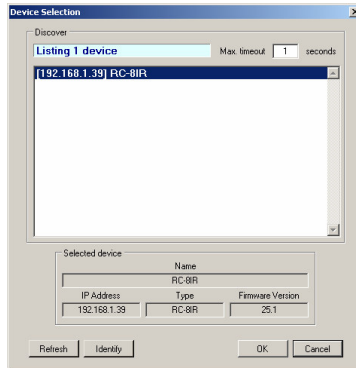 Device Selection
Discover
Listing 1 device
Max. timeout 1 seconds
[192.168.1.39] RC-8IR
Selected device
Name
RC-8IR
IP Address Type Firmware Version
192.168.1.39 RC-8IR 25.1
Refresh Identify OK Cancel